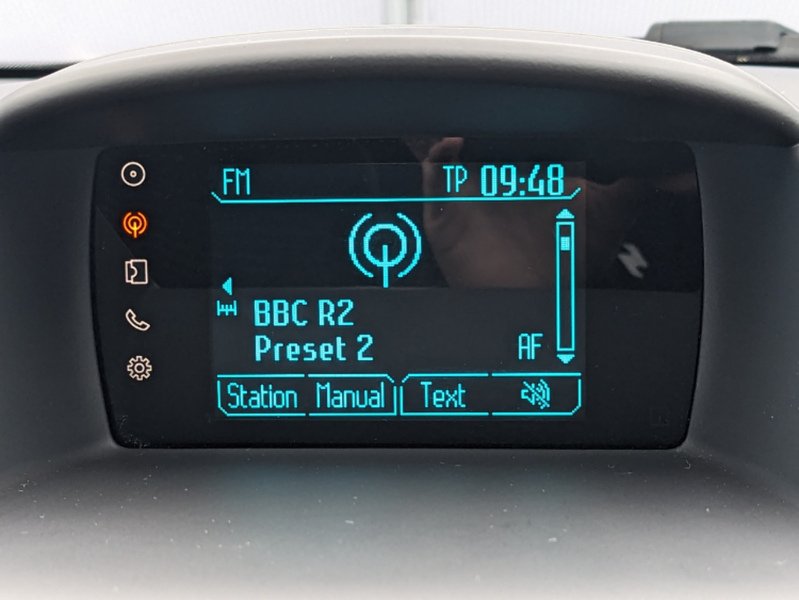 FM TP 09:48
BBC R2
Preset 2 AF
Station Manual Text